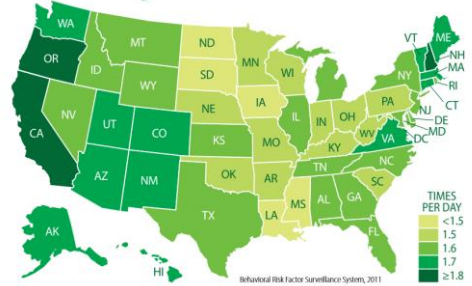 WA
MT
ND
MN
VT
ME
OR
ID
SD
WI
NY
NH
MA
WY
RI
NV
NE
IA
PA
CT
CA
UT
CO
IL
IN
OH
NJ
DE
MD
DC
KS
MO
KY
WV
VA
AZ
NM
OK
AR
TN
NC
SC
TX
LA
MS
AL
GA
FL
AK
HI
TIMES
PER DAY
<1.5
1.5
1.6
1.7
≥1.8
Behavioral Risk Factor Surveillance System, 2011